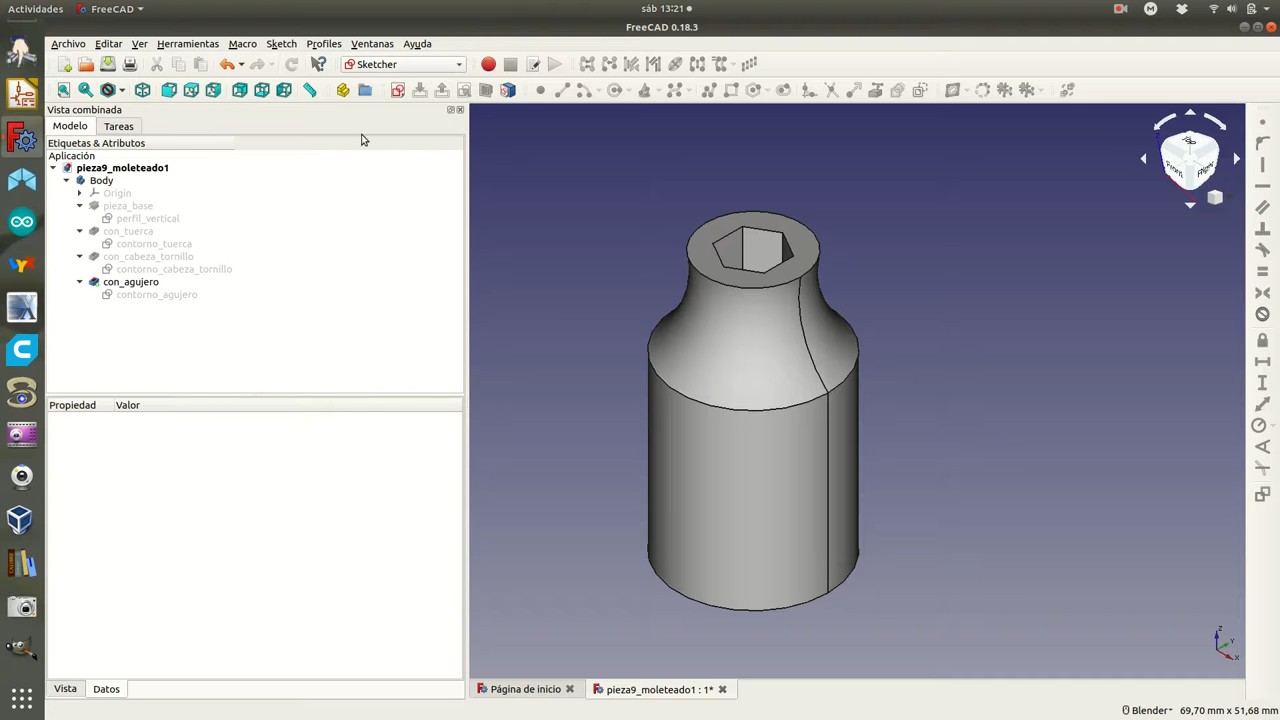 Actividades
FreeCAD
sáb 13:21
FreeCAD 0.18.3
Archivo Editar Ver Herramientas Macro Sketch Profiles Ventanas Ayuda
Sketcher
Vista combinada
Modelo Tareas
Etiquetas & Atributos
Aplicación
pieza9_moleteado1
Body
Origin
pieza_base
perfil_vertical
con_tuerca
contorno_tuerca
con_cabeza_tornillo
contorno_cabeza_tornillo
con_agujero
contorno_agujero
Propiedad Valor
Vista Datos
Página de inicio
pieza9_moleteado1 : 1*
Blender
69,70 mm x 51,68 mm